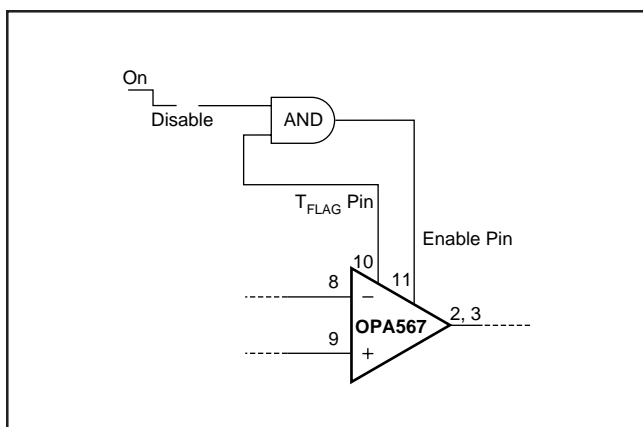 On
Disable
AND
T_FLAG Pin
Enable Pin
10
11
8
−
OPA567
2, 3
9
+